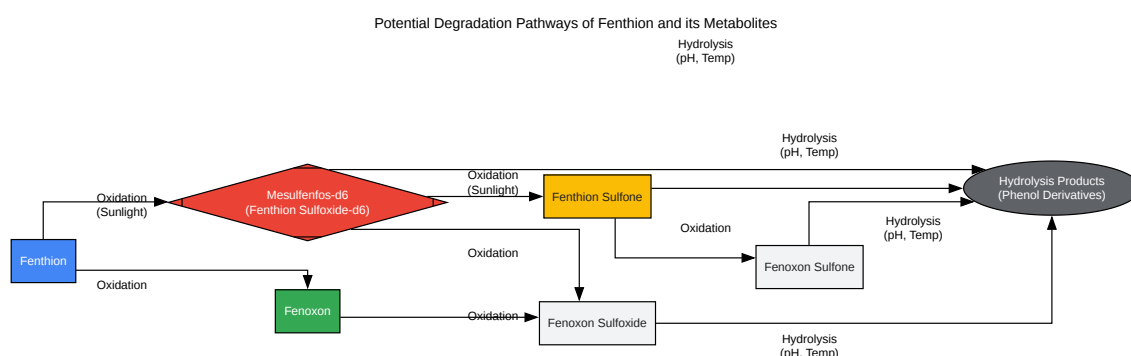 Potential Degradation Pathways of Fenthion and its Metabolites
Hydrolysis
(pH, Temp)
Hydrolysis
(pH, Temp)
Oxidation
(Sunlight)
Mesulfenfos-d6
(Fenthion Sulfoxide-d6)
Oxidation
(Sunlight)
Fenthion Sulfone
Hydrolysis Products
(Phenol Derivatives)
Hydrolysis
(pH, Temp)
Oxidation
Fenthion
Oxidation
Oxidation
Fenoxon Sulfone
Fenoxon
Oxidation
Fenoxon Sulfoxide
Hydrolysis
(pH, Temp)